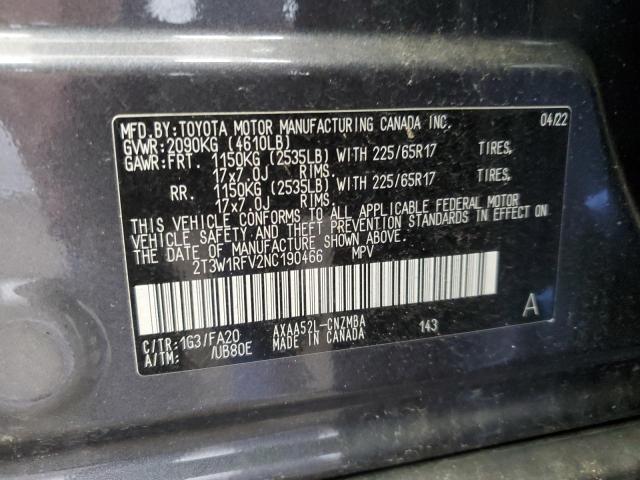 MFD.BY:TOYOTA MOTOR MANUFACTURING CANADA INC. 04/22
GVWR:2090KG (4610LB)
GAWR:FRT. 1150KG (2535LB) WITH 225/65R17 TIRES,
17x7.0J RIMS.
RR. 1150KG (2535LB) WITH 225/65R17 TIRES,
17x7.0J RIMS.
THIS VEHICLE CONFORMS TO ALL APPLICABLE FEDERAL MOTOR
VEHICLE SAFETY AND THEFT PREVENTION STANDARDS IN EFFECT ON
THE DATE OF MANUFACTURE SHOWN ABOVE.
2T3W1RFV2NC190466 MPV
A
C/TR:1G3/FA20 AXAA52L-CNZMBA 143
A/TM: /UB80E MADE IN CANADA